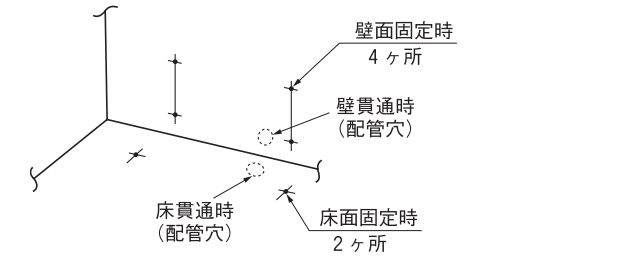 壁面固定時
4ヶ所
壁貫通時
(配管穴)
床貫通時
(配管穴)
床面固定時
2ヶ所